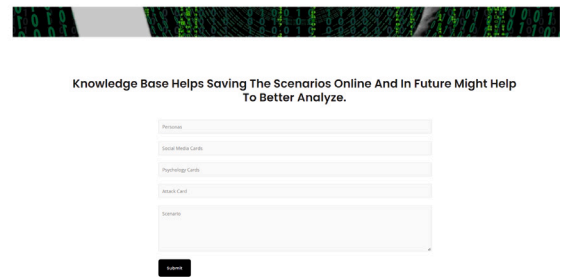 Knowledge Base Helps Saving The Scenarios Online And In Future Might Help
To Better Analyze.
Personas
Social Media Cards
Psychology Cards
Attack Card
Scenario
Submit